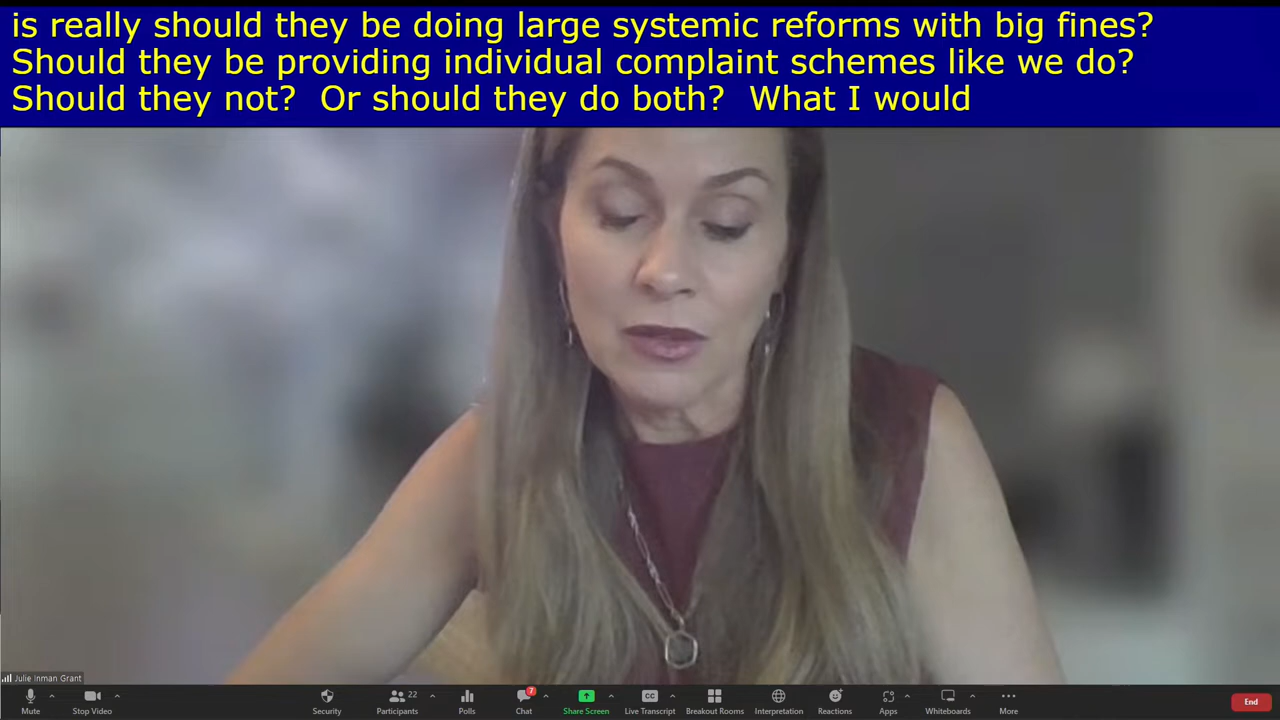 is really should they be doing large systemic reforms with big fines?
Should they be providing individual complaint schemes like we do?
Should they not?  Or should they do both?  What I would
Julie Inman Grant
22
7
Mute
Stop Video
Security
Participants
Polls
Chat
Share Screen
CC
Live Transcript
Breakout Rooms
Interpretation
Reactions
Apps
Whiteboards
More
End